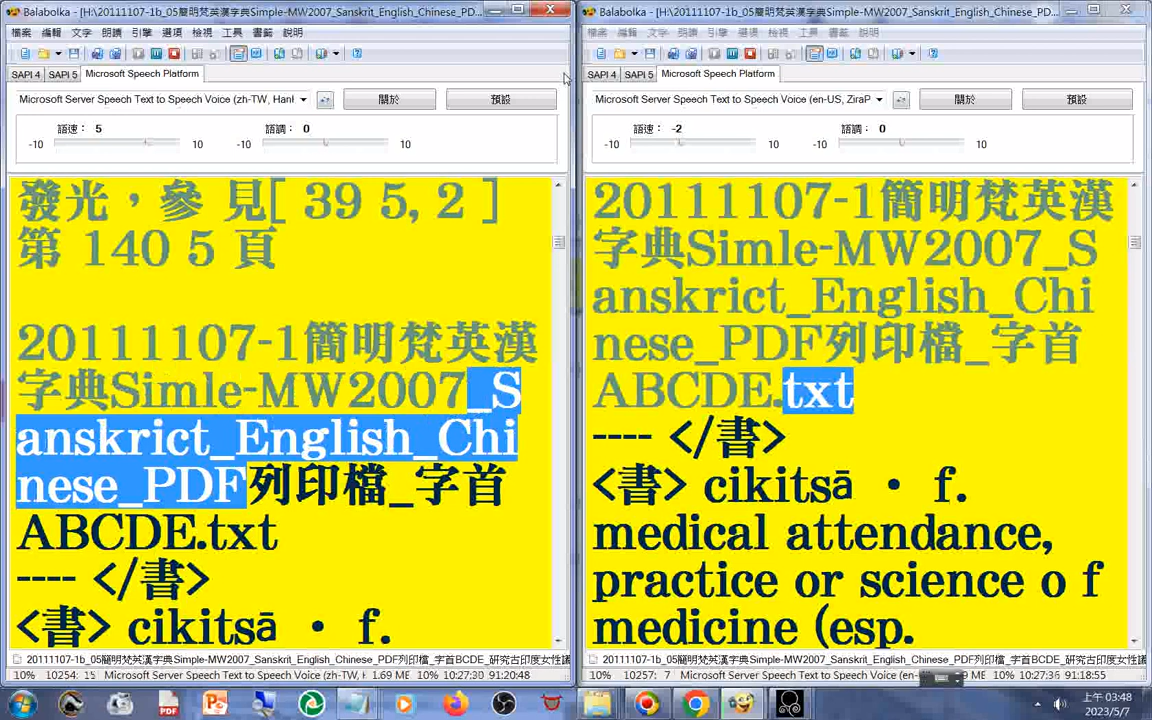 Balabolka - [H:\20111107-1b_05簡明梵英漢字典Simple-MW2007_Sanskrit_English_Chinese_PD...
檔案 編輯 文字 朗讀 引擎 選項 檢視 工具 書籤 說明
SAPI 4 SAPI 5 Microsoft Speech Platform
Microsoft Server Speech Text to Speech Voice (zh-TW, HanH
關於 預設
語速： 5 語調： 0
-10 10 -10 10
發光，參 見[ 39 5, 2 ]
第 140 5 頁
20111107-1簡明梵英漢
字典Simle-MW2007_S
anskrict_English_Chi
nese_PDF列印檔_字首
ABCDE.txt
---- </書>
<書> cikitsā • f.
20111107-1b_05簡明梵英漢字典Simple-MW2007_Sanskrit_English_Chinese_PDF列印檔_字首BCDE_研究古印度女性議
10% 10254: 15 Microsoft Server Speech Text to Speech Voice (zh-TW, H 1.69 ME 10% 10:27:30 91:20:48
Balabolka - [H:\20111107-1b_05簡明梵英漢字典Simple-MW2007_Sanskrit_English_Chinese_PD...
檔案 編輯 文字 朗讀 引擎 選項 檢視 工具 書籤 說明
SAPI 4 SAPI 5 Microsoft Speech Platform
Microsoft Server Speech Text to Speech Voice (en-US, ZiraP
關於 預設
語速： -2 語調： 0
-10 10 -10 10
20111107-1簡明梵英漢
字典Simle-MW2007_S
anskrict_English_Chi
nese_PDF列印檔_字首
ABCDE.txt
---- </書>
<書> cikitsā • f.
medical attendance,
practice or science o f
medicine (esp.
20111107-1b_05簡明梵英漢字典Simple-MW2007_Sanskrit_English_Chinese_PDF列印檔_字首BCDE_研究古印度女性議
10% 10257: 7 Microsoft Server Speech Text to Speech Voice (en-U ME 10% 10:27:36 91:18:55
上午 03:48
2023/5/7